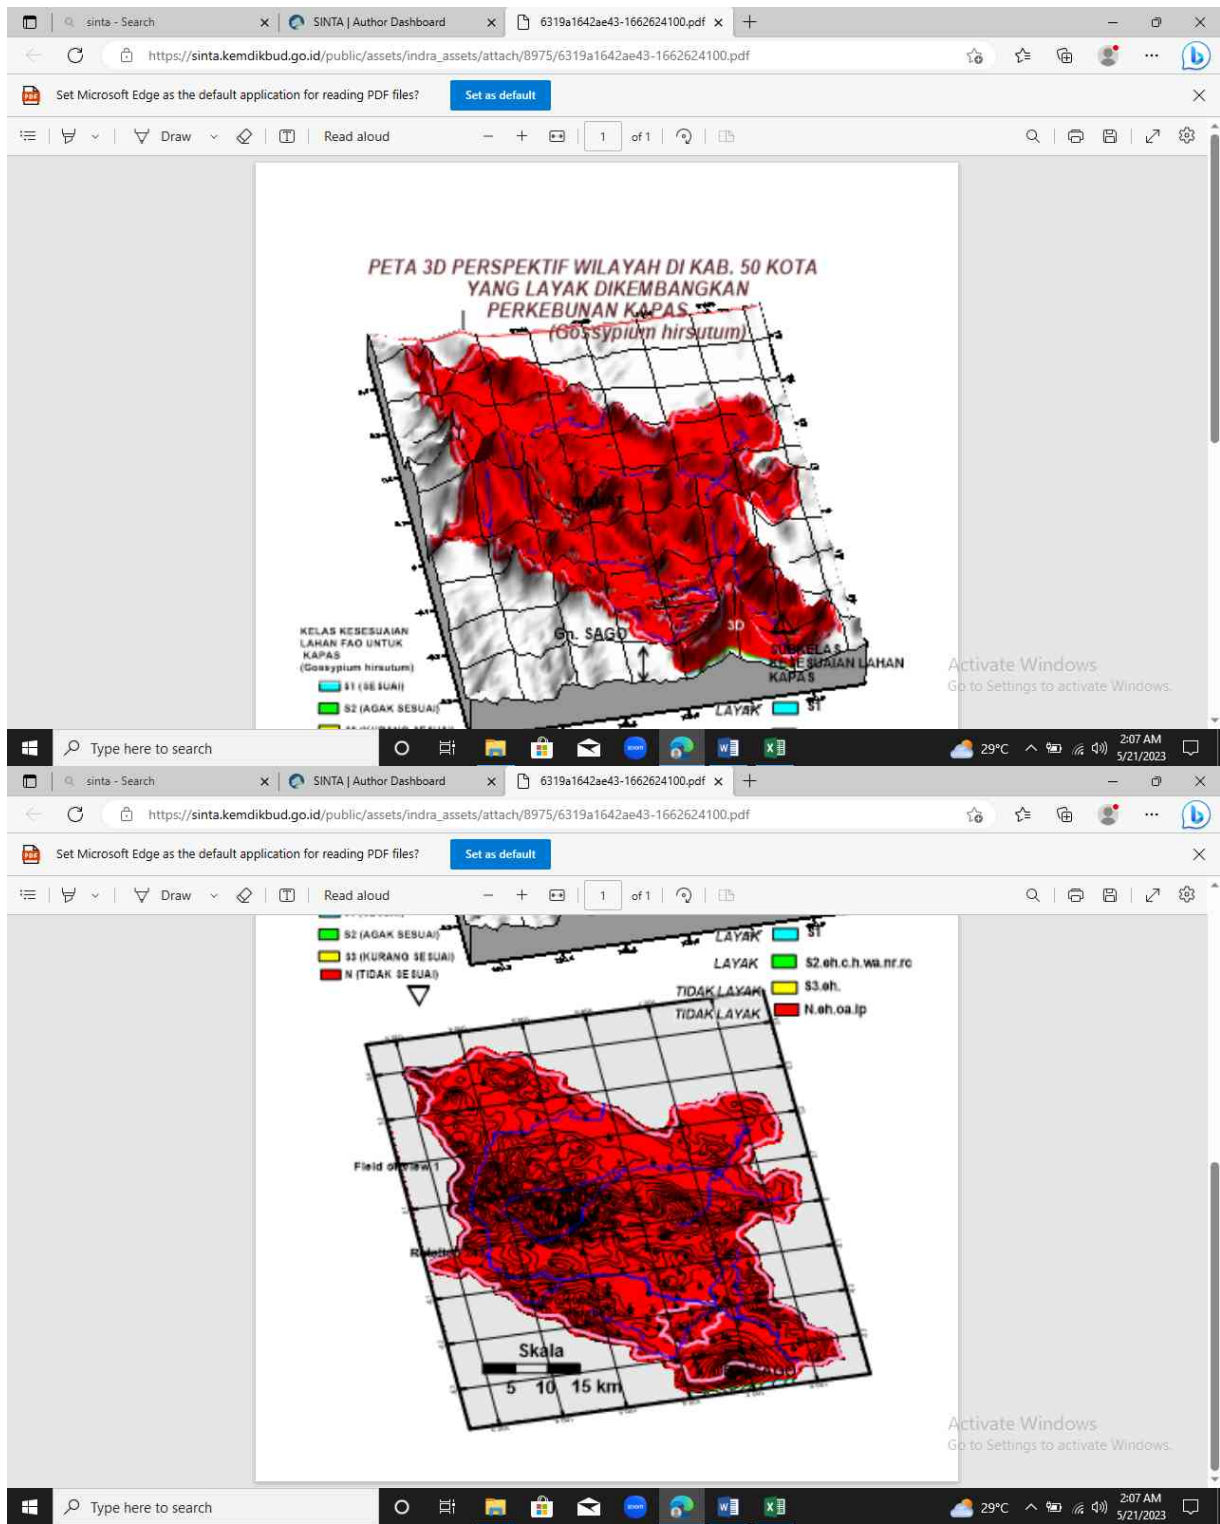 sinta - Search
SINTA | Author Dashboard
6319a1642ae43-1662624100.pdf
https://sinta.kemdikbud.go.id/public/assets/indra_assets/attach/8975/6319a1642ae43-1662624100.pdf
Set Microsoft Edge as the default application for reading PDF files?
Set as default
Draw
Read aloud
1
of 1
PETA 3D PERSPEKTIF WILAYAH DI KAB. 50 KOTA
YANG LAYAK DIKEMBANGKAN
PERKEBUNAN KAPAS
(Gossypium hirsutum)
Gn. SAGO
3D
KELAS KESESUAIAN
LAHAN FAO UNTUK
KAPAS
(Gossypium hirsutum)
S1 (SESUAI)
S2 (AGAK SESUAI)
SUBKELAS
KESESUAIAN LAHAN
KAPAS
LAYAK S1
Activate Windows
Go to Settings to activate Windows.
Type here to search
zoom
29°C
2:07 AM
5/21/2023
sinta - Search
SINTA | Author Dashboard
6319a1642ae43-1662624100.pdf
https://sinta.kemdikbud.go.id/public/assets/indra_assets/attach/8975/6319a1642ae43-1662624100.pdf
Set Microsoft Edge as the default application for reading PDF files?
Set as default
Draw
Read aloud
1
of 1
S2 (AGAK SESUAI)
S3 (KURANG SESUAI)
N (TIDAK SESUAI)
LAYAK S1
LAYAK S2.eh.c.h.wa.nr.rc
TIDAK LAYAK S3.eh.
TIDAK LAYAK N.eh.oa.lp
Field of view 1
Skala
5 10 15 km
Activate Windows
Go to Settings to activate Windows.
Type here to search
zoom
29°C
2:07 AM
5/21/2023